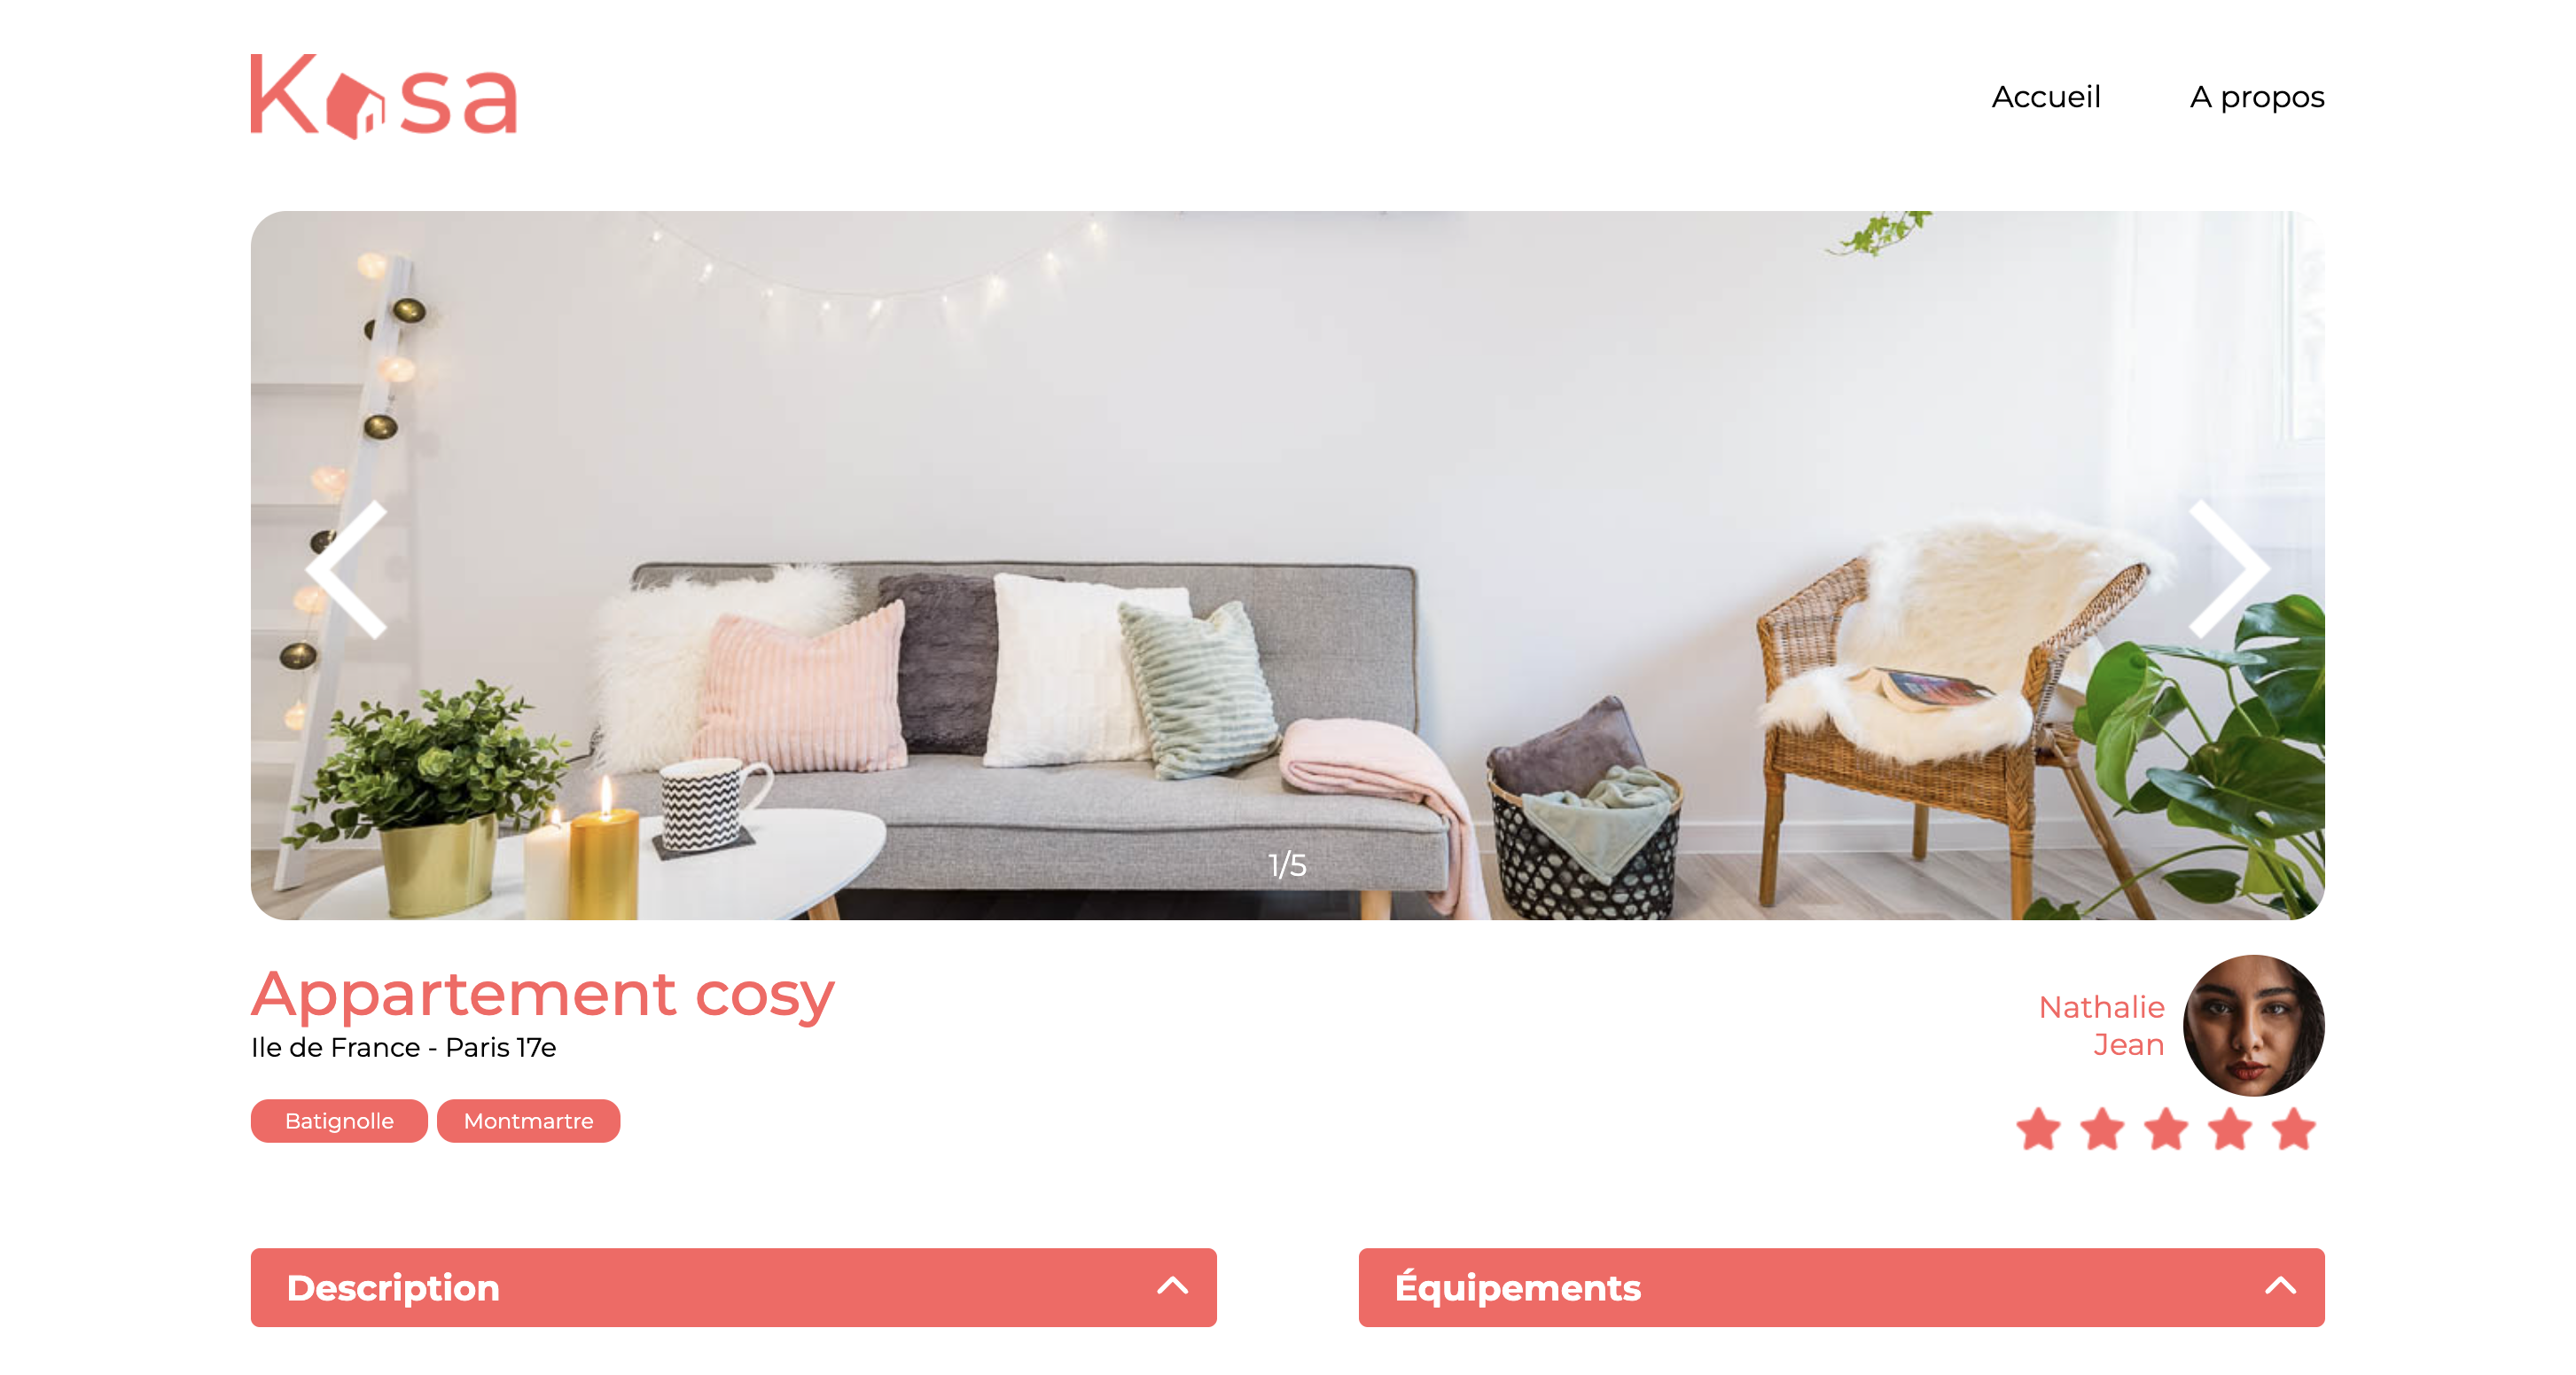 Kasa
Accueil
A propos
1/5
Appartement cosy
Ile de France - Paris 17e
Nathalie
Jean
Batignolle
Montmartre
Description
Équipements